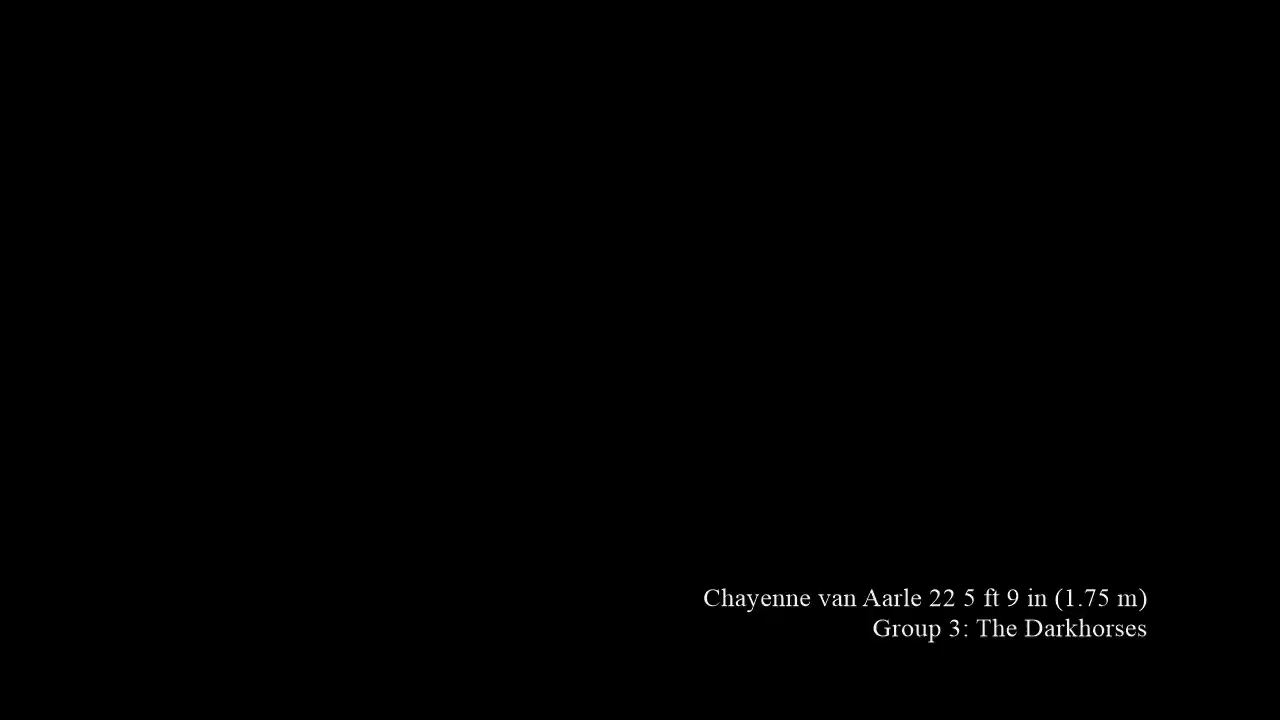 Chayenne van Aarle 22 5 ft 9 in (1.75 m)
Group 3: The Darkhorses